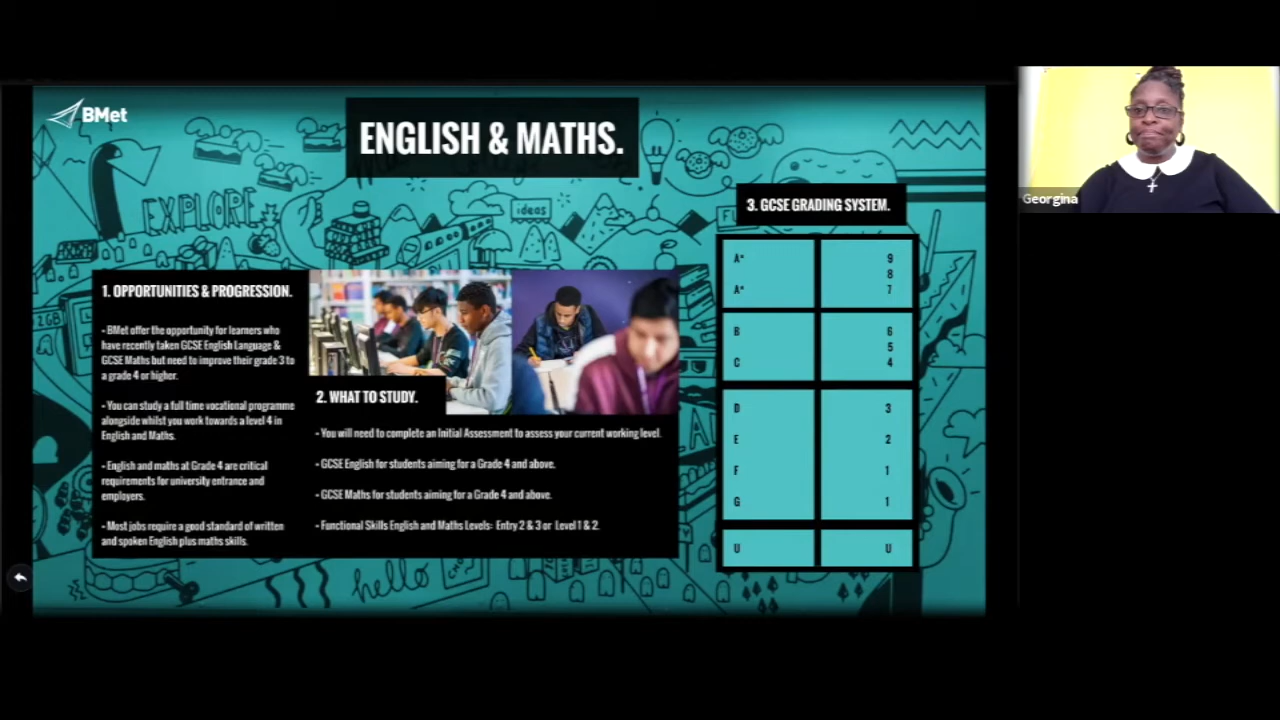 BMet
ENGLISH & MATHS.
EXPLORE
ideas
3. GCSE GRADING SYSTEM.
A* 9
8
A* 7
B 6
5
C 4
D 3
E 2
F 1
G 1
U U
1. OPPORTUNITIES & PROGRESSION.
- BMet offer the opportunity for learners who
have recently taken GCSE English Language &
GCSE Maths but need to improve their grade 3 to
a grade 4 or higher.
- You can study a full time vocational programme
alongside whilst you work towards a level 4 in
English and Maths.
- English and maths at Grade 4 are critical
requirements for university entrance and
employers.
- Most jobs require a good standard of written
and spoken English plus maths skills.
2. WHAT TO STUDY.
- You will need to complete an Initial Assessment to assess your current working level.
- GCSE English for students aiming for a Grade 4 and above.
- GCSE Maths for students aiming for a Grade 4 and above.
- Functional Skills English and Maths Levels: Entry 2 & 3 or Level 1 & 2.
hello
Georgina